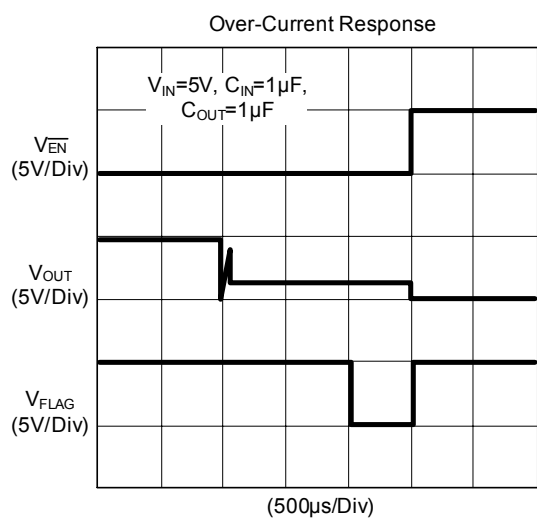 Over-Current Response
VIN=5V, CIN=1µF,
COUT=1µF
VEN
(5V/Div)
VOUT
(5V/Div)
VFLAG
(5V/Div)
(500µs/Div)